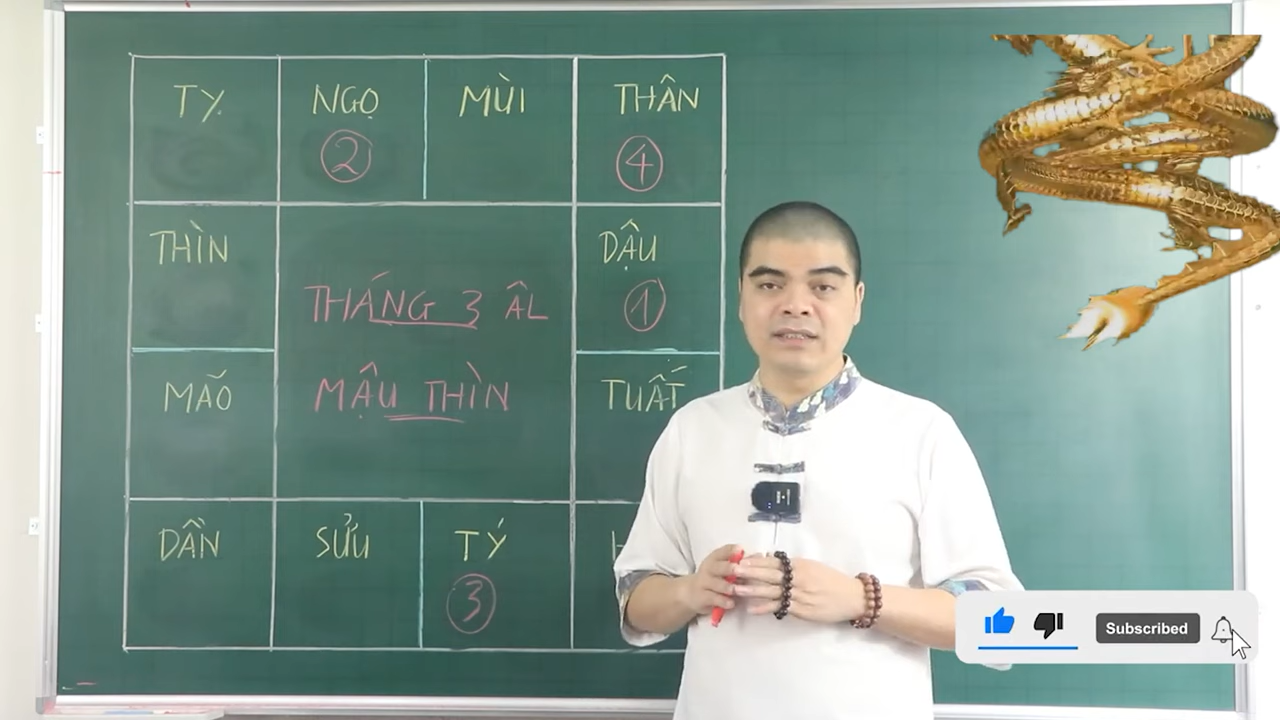 TỴ
NGỌ
②
MÙI
THÂN
④
THÌN
THÁNG 3 ÂL
MẬU THÌN
DẬU
①
MÃO
TUẤT
DẦN
SỬU
TÝ
③
Subscribed